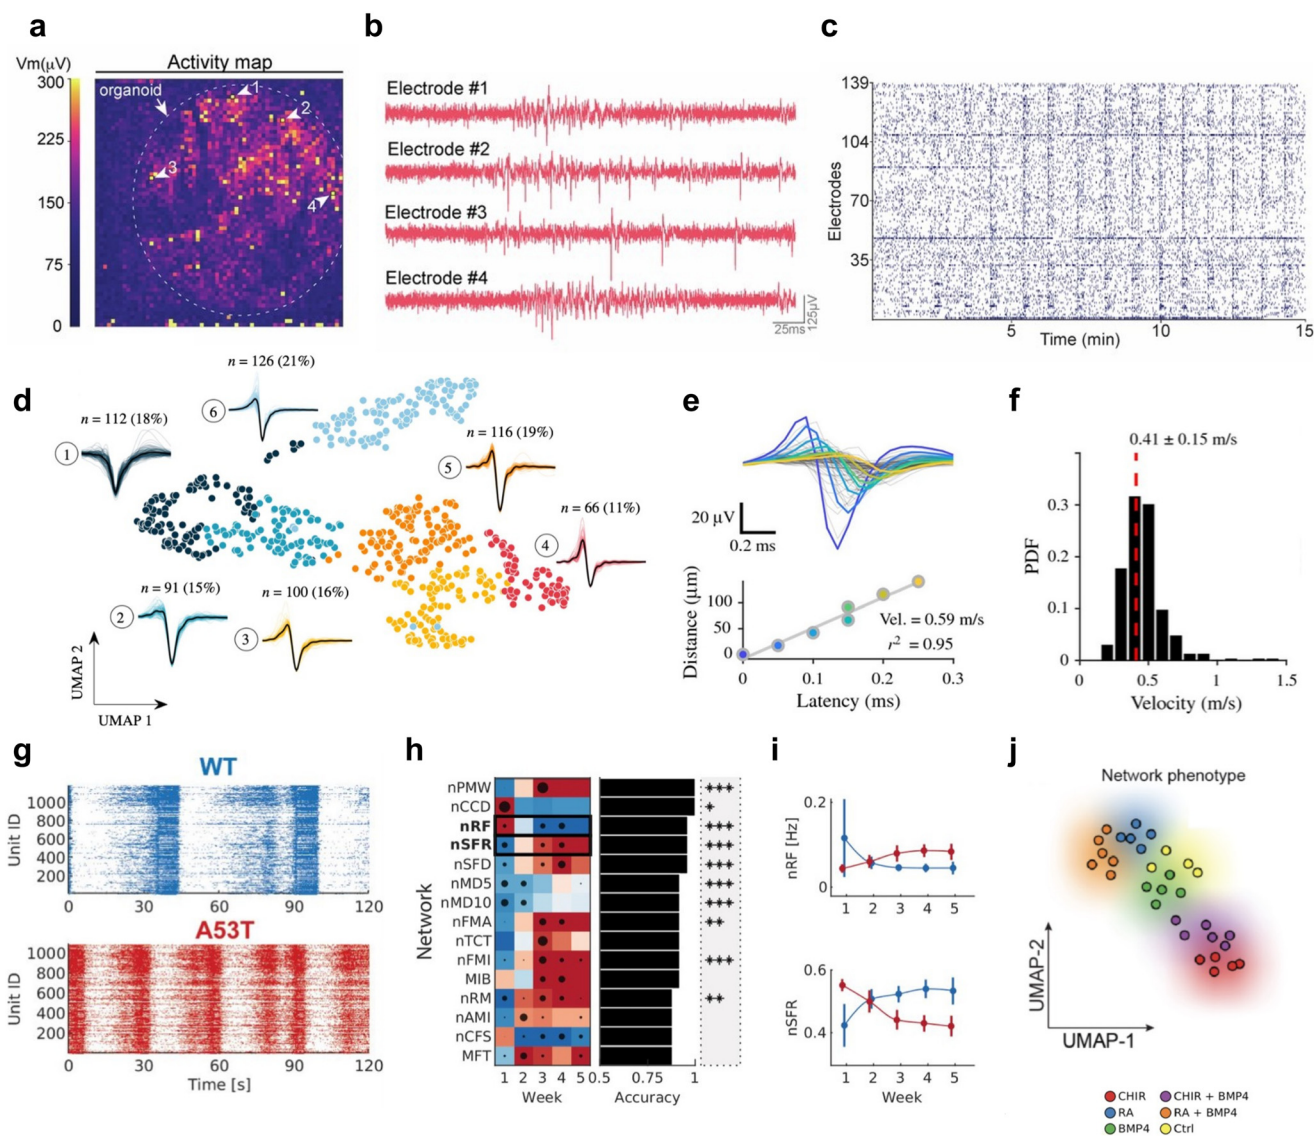 a
Activity map
Vm(μV)
300
225
150
75
0
organoid
1
2
3
4
b
Electrode #1
Electrode #2
Electrode #3
Electrode #4
25ms
125μV
c
Electrodes
139
104
70
35
5
10
15
Time (min)
d
n = 126 (21%)
6
n = 112 (18%)
1
n = 116 (19%)
5
n = 66 (11%)
4
n = 91 (15%)
2
n = 100 (16%)
3
UMAP 2
UMAP 1
e
20 μV
0.2 ms
Distance (μm)
100
50
0
Vel. = 0.59 m/s
r² = 0.95
0 0.1 0.2 0.3
Latency (ms)
f
0.41 ± 0.15 m/s
PDF
0.3
0.2
0.1
0
0 0.5 1 1.5
Velocity (m/s)
g
WT
Unit ID
1000
800
600
400
200
0 30 60 90 120
A53T
Unit ID
1000
800
600
400
200
0 30 60 90 120
Time [s]
h
Network
nPMW
nCCD
nRF
nSFR
nSFD
nMD5
nMD10
nFMA
nTCT
nFMI
MIB
nRM
nAMI
nCFS
MFT
1 2 3 4 5
Week
0.5 0.75 1
Accuracy
i
nRF [Hz]
0.2
0
1 2 3 4 5
nSFR
0.6
0.4
1 2 3 4 5
Week
j
Network phenotype
UMAP-2
UMAP-1
CHIR
CHIR + BMP4
RA
RA + BMP4
BMP4
Ctrl